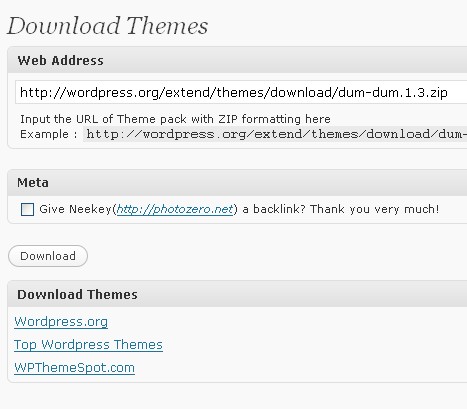 Download Themes
Web Address
http://wordpress.org/extend/themes/download/dum-dum.1.3.zip
Input the URL of Theme pack with ZIP formatting here
Example : http://wordpress.org/extend/themes/download/dum-
Meta
Give Neekey(http://photozero.net) a backlink? Thank you very much!
Download
Download Themes
Wordpress.org
Top Wordpress Themes
WPThemeSpot.com